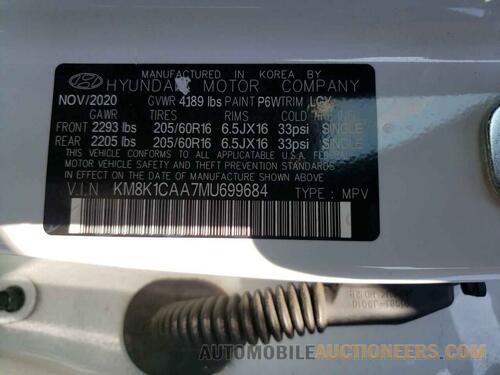 MANUFACTURED IN KOREA BY
HYUNDAI MOTOR COMPANY
NOV/2020 GVWR 4189 lbs PAINT P6W TRIM
GAWR TIRES RIMS COLD
FRONT 2293 lbs 205/60R16 6.5JX16 33psi SINGLE
REAR 2205 lbs 205/60R16 6.5JX16 33psi SINGLE
THIS VEHICLE CONFORMS TO ALL APPLICABLE U.S. FEDERAL
MOTOR VEHICLE SAFETY AND THEFT PREVENTION STANDARDS
IN EFFECT ON THE DATE OF MANUFACTURE SHOWN ABOVE.
V.I.N KM8K1CAA7MU699684 TYPE : MPV
AUTOMOBILEAUCTIONEERS.COM